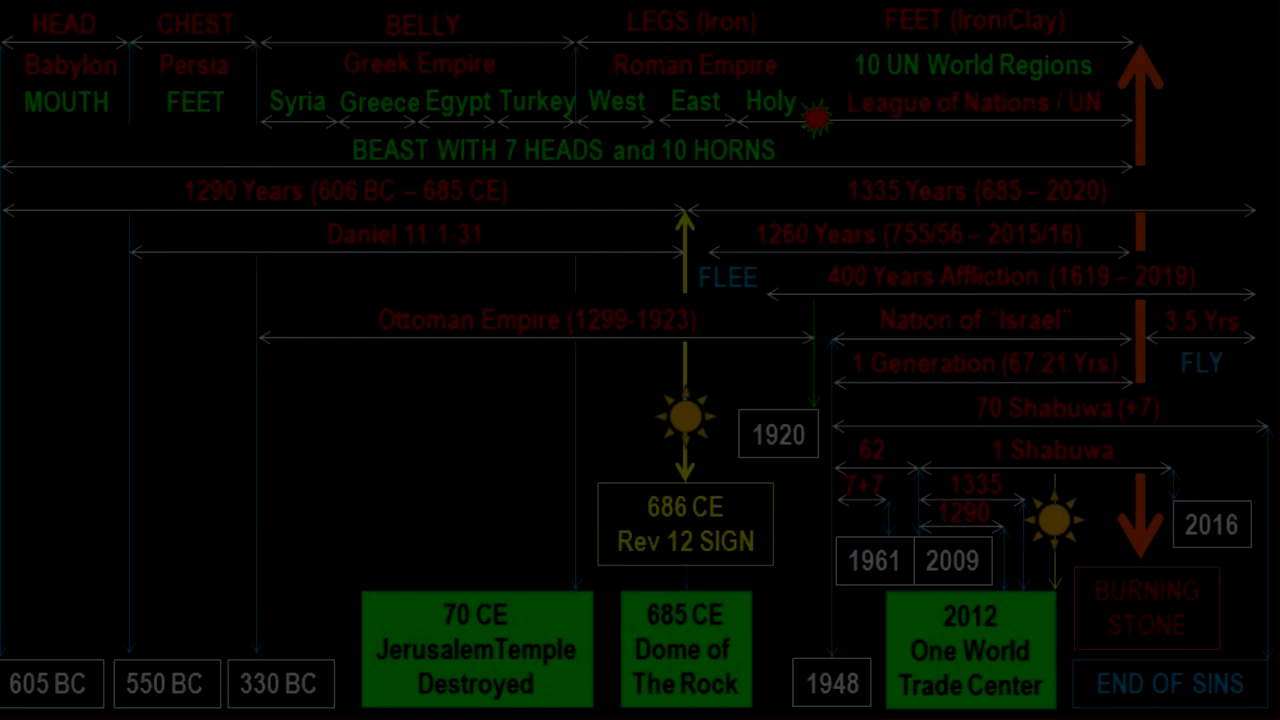 HEAD CHEST BELLY LEGS (Iron) FEET (Iron/Clay)
Babylon Persia Greek Empire Roman Empire 10 UN World Regions
MOUTH FEET Syria Greece Egypt Turkey West East Holy League of Nations / UN
BEAST WITH 7 HEADS and 10 HORNS
1290 Years (606 BC – 685 CE) 1335 Years (685 – 2020)
Daniel 11:1-31 1260 Years (755/56 – 2015/16)
FLEE 400 Years Affliction (1619 – 2019)
Ottoman Empire (1299-1923) Nation of "Israel" 3.5 Yrs
1 Generation (67.21 Yrs) FLY
70 Shabuwa (+7)
1920
62 1 Shabuwa
7+7 1335
1290
686 CE
Rev 12 SIGN
2016
1961 2009
BURNING
STONE
70 CE
JerusalemTemple
Destroyed
685 CE
Dome of
The Rock
2012
One World
Trade Center
605 BC 550 BC 330 BC 1948 END OF SINS